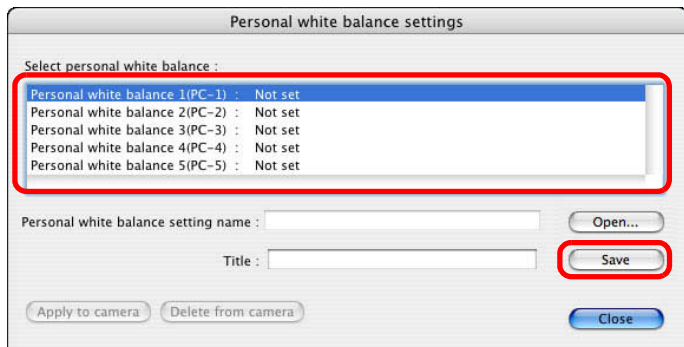 Personal white balance settings
Select personal white balance :
Personal white balance 1(PC-1) : Not set
Personal white balance 2(PC-2) : Not set
Personal white balance 3(PC-3) : Not set
Personal white balance 4(PC-4) : Not set
Personal white balance 5(PC-5) : Not set
Personal white balance setting name : Open...
Title : Save
Apply to camera Delete from camera Close